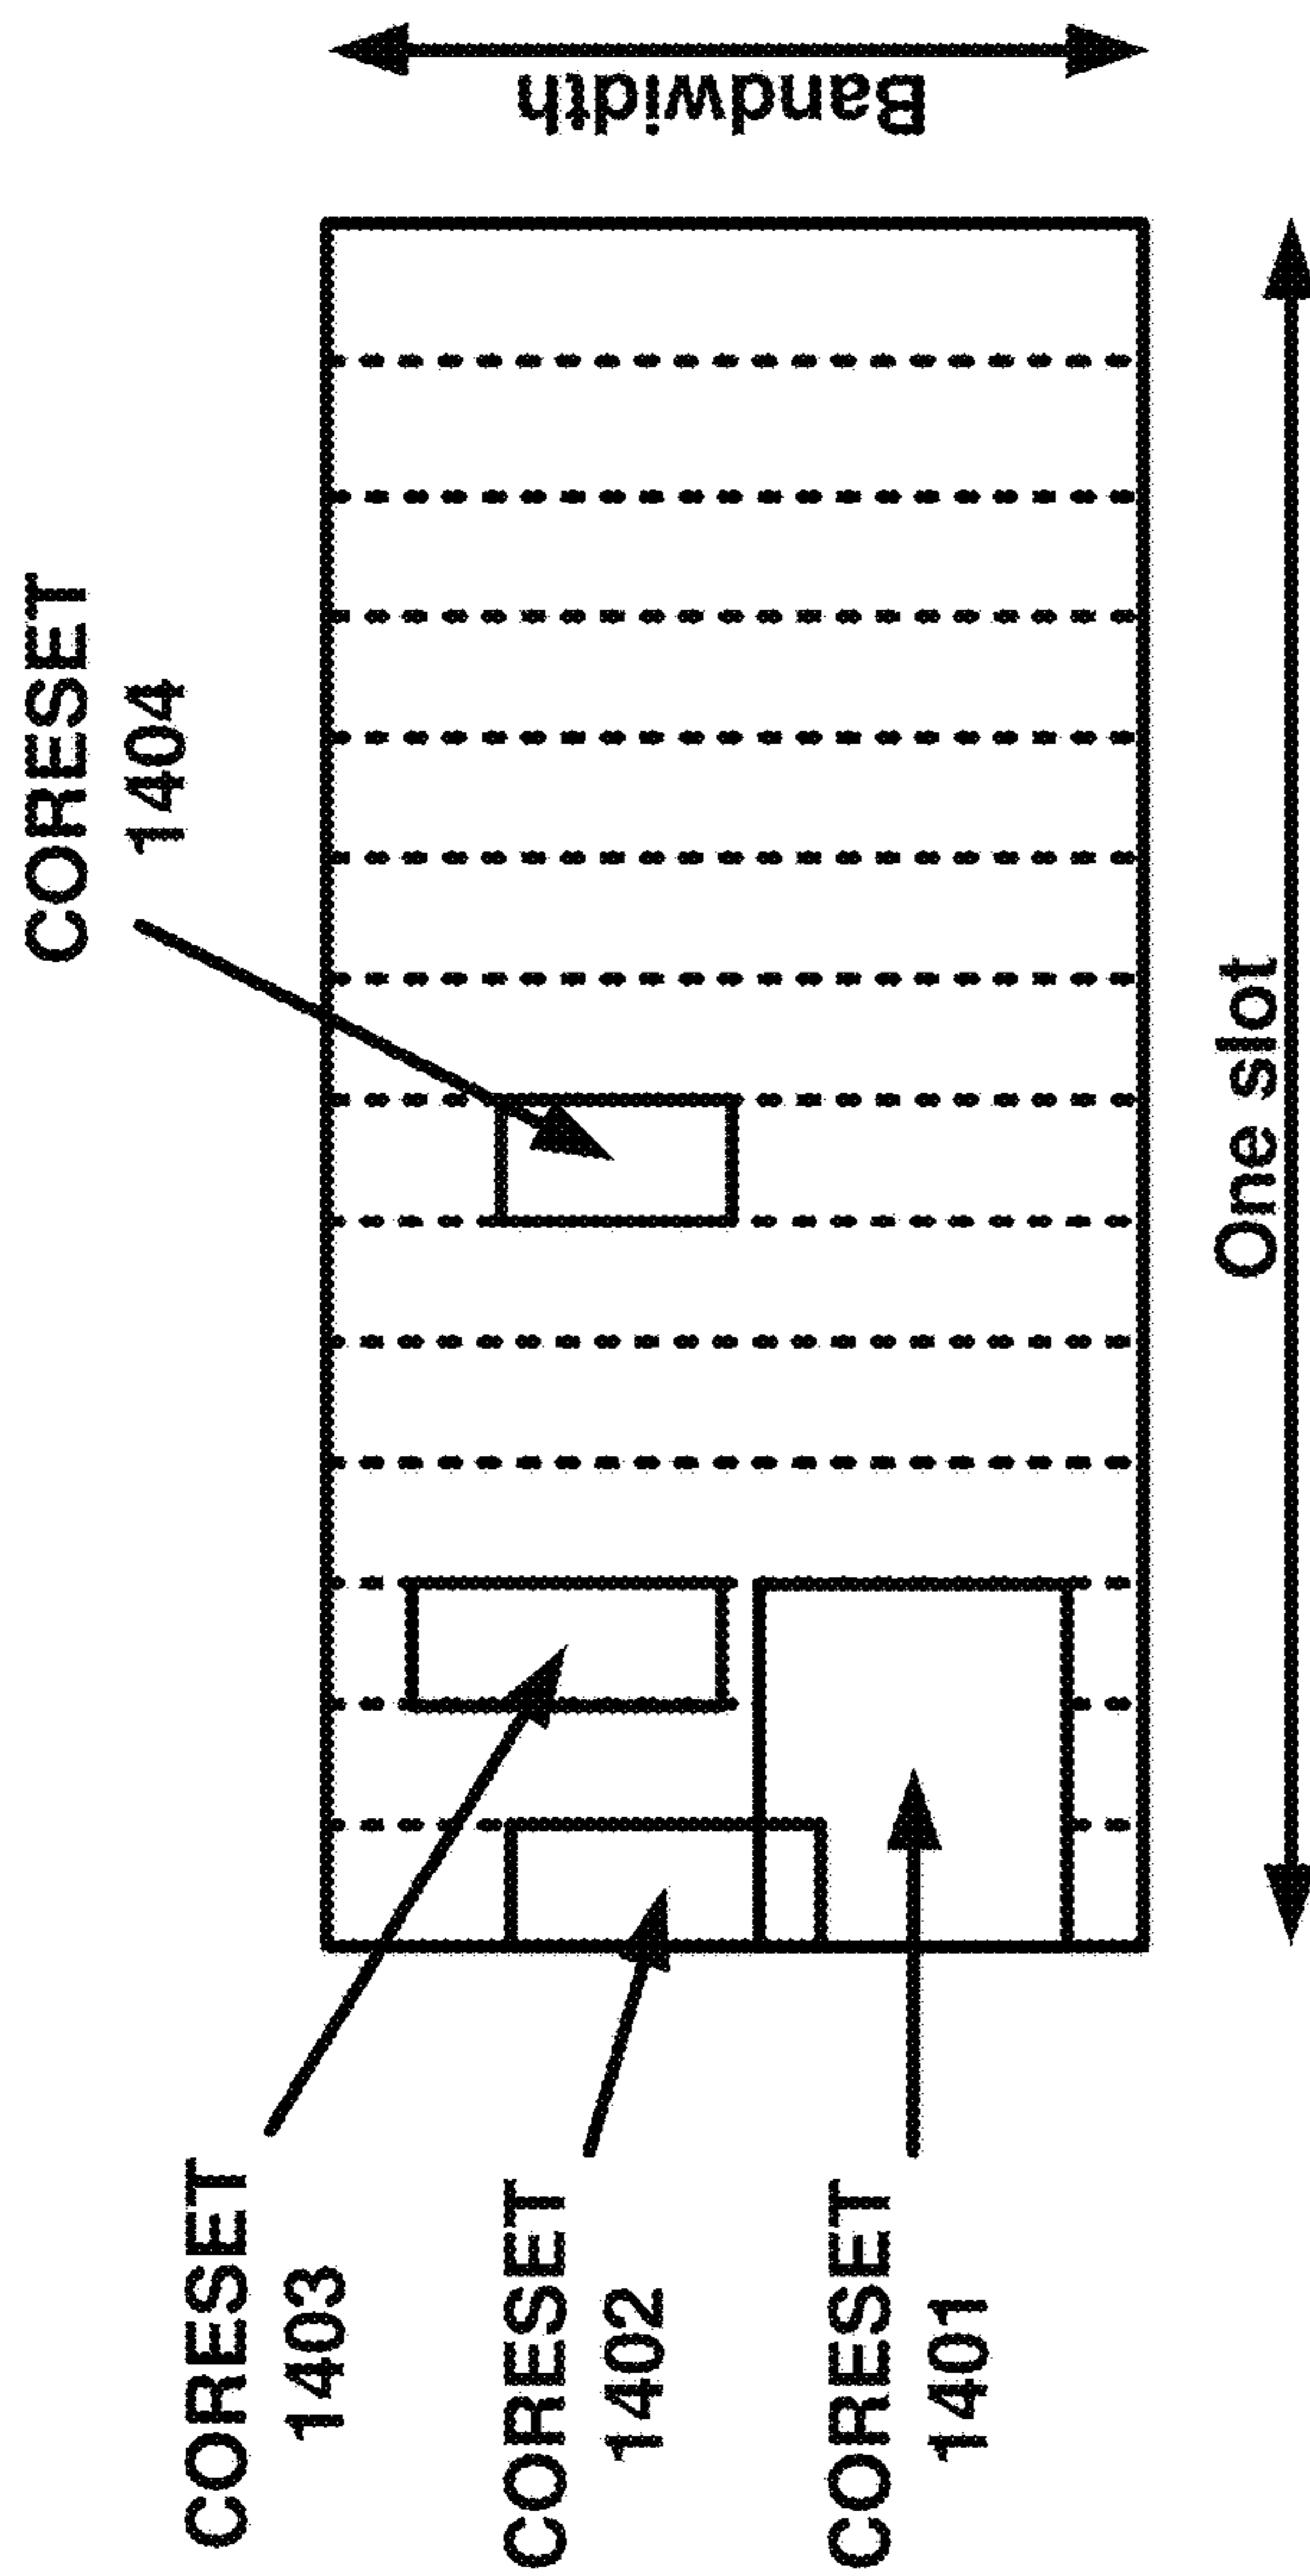 CORESET
1404
CORESET
1403
CORESET
1402
CORESET
1401
Bandwidth
One slot